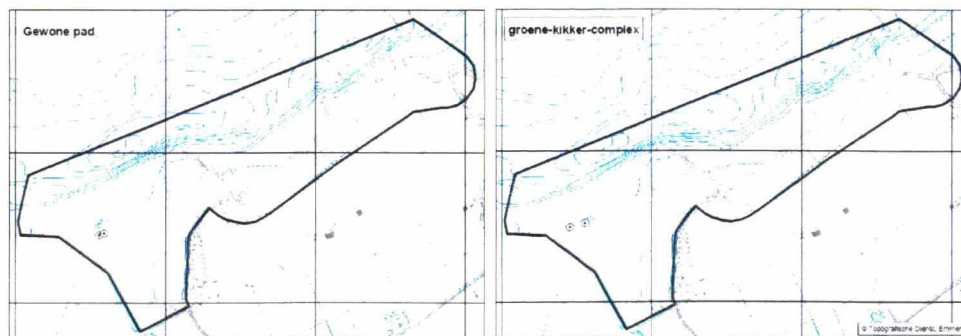 Gewone pad
groene-kikker-complex
© Topografische Dienst, Emmen